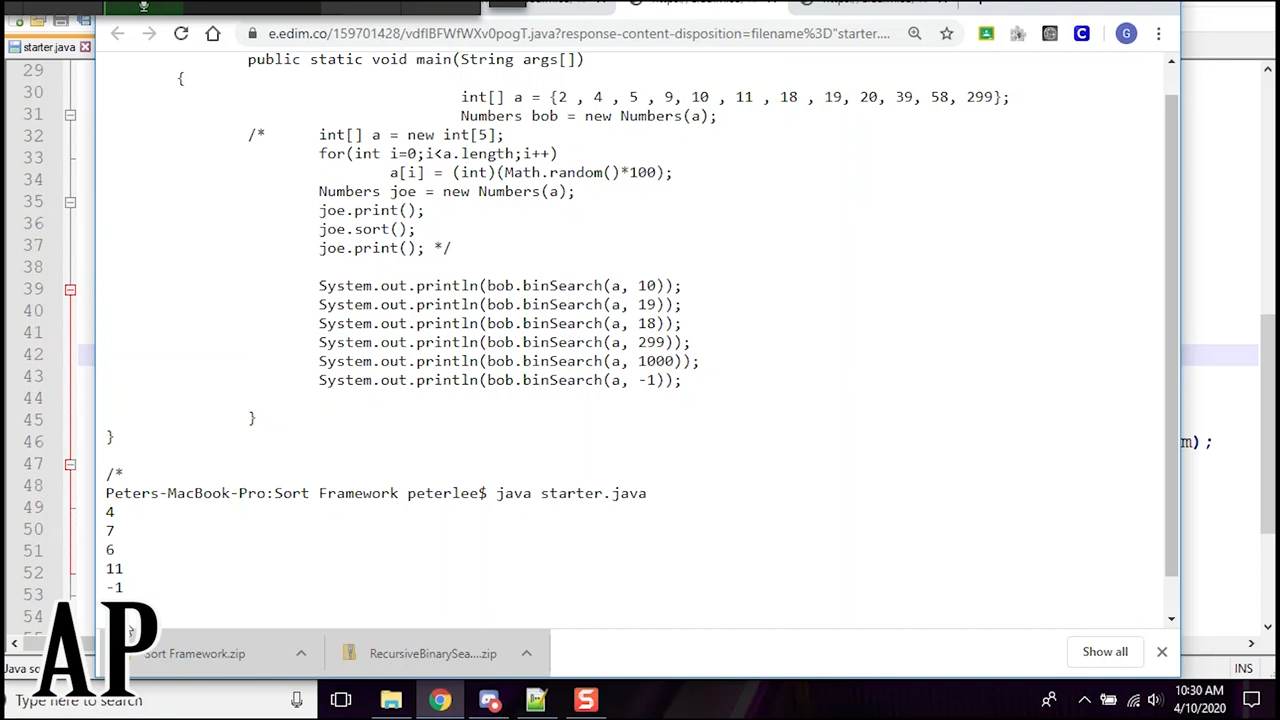 starter.java
e.edim.co/159701428/vdflBFWfWXv0pogT.java?response-content-disposition=filename%3D"starter....
G
29
30
31
32
33
34
35
36
37
38
39
40
41
42
43
44
45
46
47
48
49
50
51
52
53
54
public static void main(String args[])
{
int[] a = {2 , 4 , 5 , 9, 10 , 11 , 18 , 19, 20, 39, 58, 299};
Numbers bob = new Numbers(a);
/* int[] a = new int[5];
for(int i=0;i<a.length;i++)
a[i] = (int)(Math.random()*100);
Numbers joe = new Numbers(a);
joe.print();
joe.sort();
joe.print(); */
System.out.println(bob.binSearch(a, 10));
System.out.println(bob.binSearch(a, 19));
System.out.println(bob.binSearch(a, 18));
System.out.println(bob.binSearch(a, 299));
System.out.println(bob.binSearch(a, 1000));
System.out.println(bob.binSearch(a, -1));
}
}
m);
/*
Peters-MacBook-Pro:Sort Framework peterlee$ java starter.java
4
7
6
11
-1
AP
Sort Framework.zip
RecursiveBinarySea....zip
Show all
Java so
INS
Type here to search
10:30 AM
4/10/2020